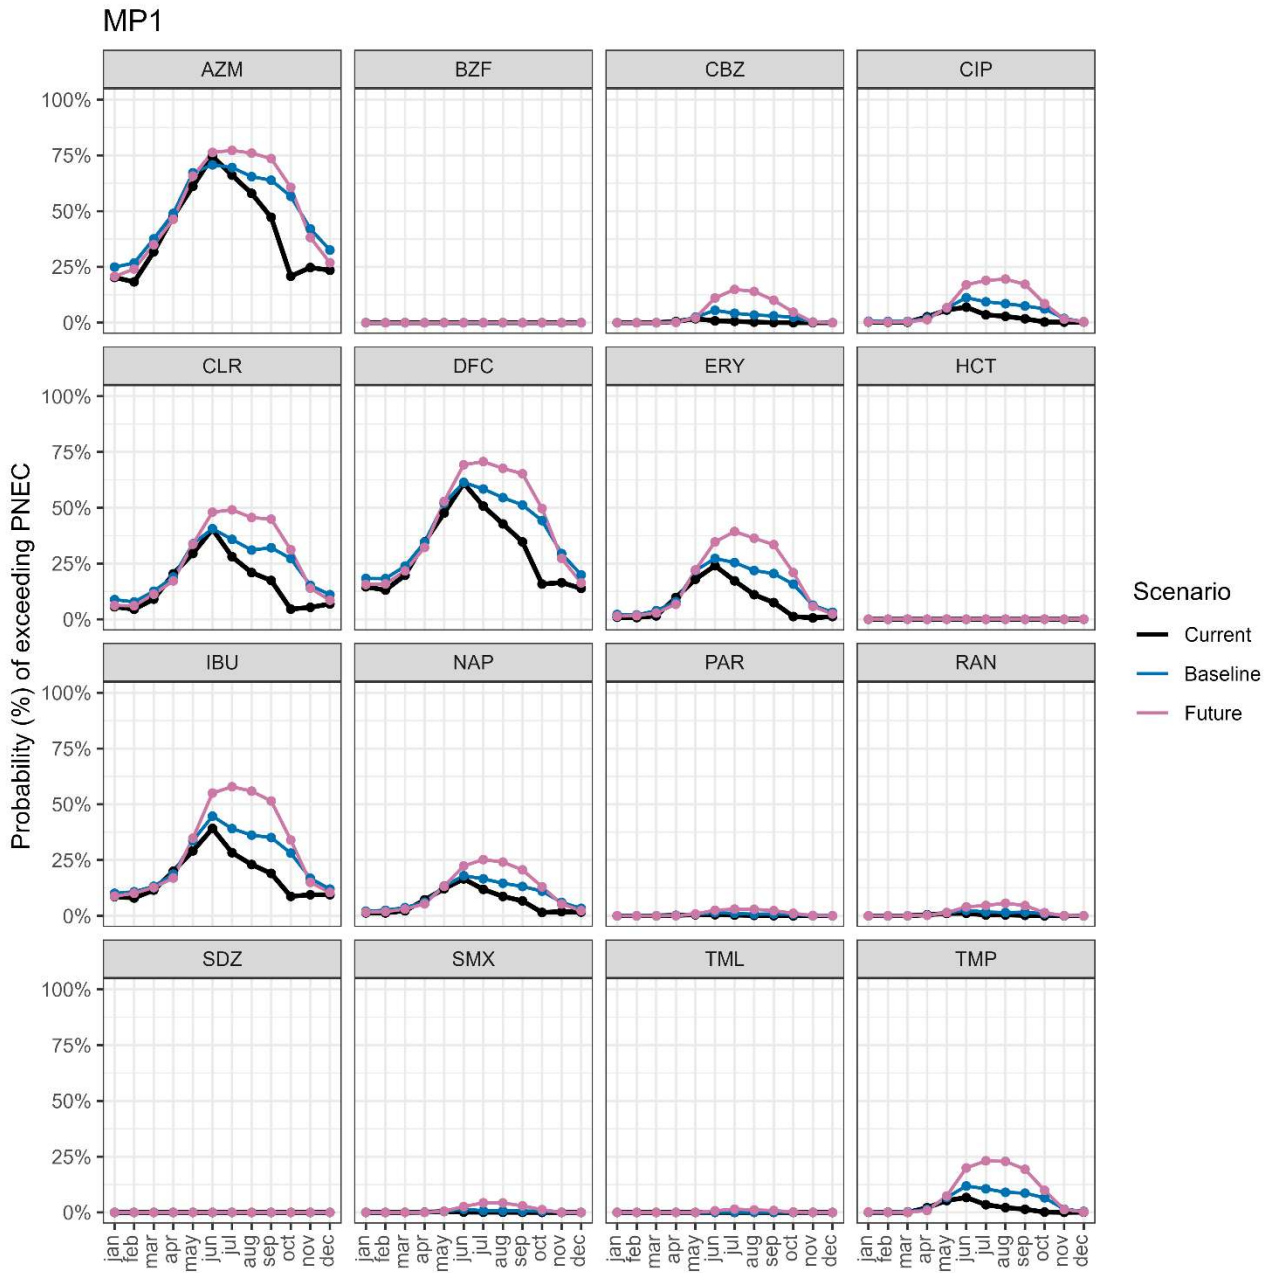 MP1
AZM BZF CBZ CIP
100%
75%
50%
25%
0%
CLR DFC ERY HCT
100%
75%
50%
25%
0%
IBU NAP PAR RAN
100%
75%
50%
25%
0%
SDZ SMX TML TMP
100%
75%
50%
25%
0%
jan feb mar apr may jun jul aug sep oct nov dec jan feb mar apr may jun jul aug sep oct nov dec jan feb mar apr may jun jul aug sep oct nov dec jan feb mar apr may jun jul aug sep oct nov dec
Probability (%) of exceeding PNEC
Scenario
Current
Baseline
Future